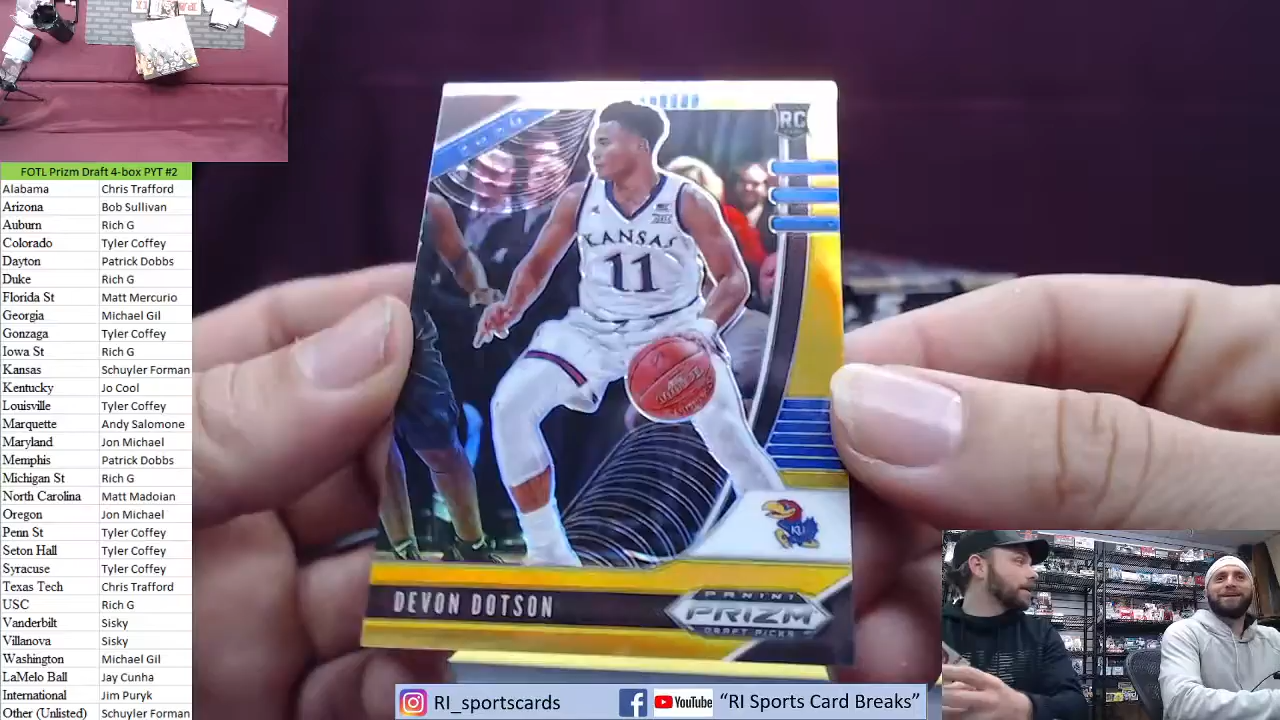 FOTL Prizm Draft 4-box PYT #2
Alabama Chris Trafford
Arizona Bob Sullivan
Auburn Rich G
Colorado Tyler Coffey
Dayton Patrick Dobbs
Duke Rich G
Florida St Matt Mercurio
Georgia Michael Gil
Gonzaga Tyler Coffey
Iowa St Rich G
Kansas Schuyler Forman
Kentucky Jo Cool
Louisville Tyler Coffey
Marquette Andy Salomone
Maryland Jon Michael
Memphis Patrick Dobbs
Michigan St Rich G
North Carolina Matt Madoian
Oregon Jon Michael
Penn St Tyler Coffey
Seton Hall Tyler Coffey
Syracuse Tyler Coffey
Texas Tech Chris Trafford
USC Rich G
Vanderbilt Sisky
Villanova Sisky
Washington Michael Gil
LaMelo Ball Jay Cunha
International Jim Puryk
Other (Unlisted) Schuyler Forman
RC
KANSAS
11
KU
DEVON DOTSON
PANINI
PRIZM
DRAFT PICKS
RI_sportscards
YouTube
“RI Sports Card Breaks”